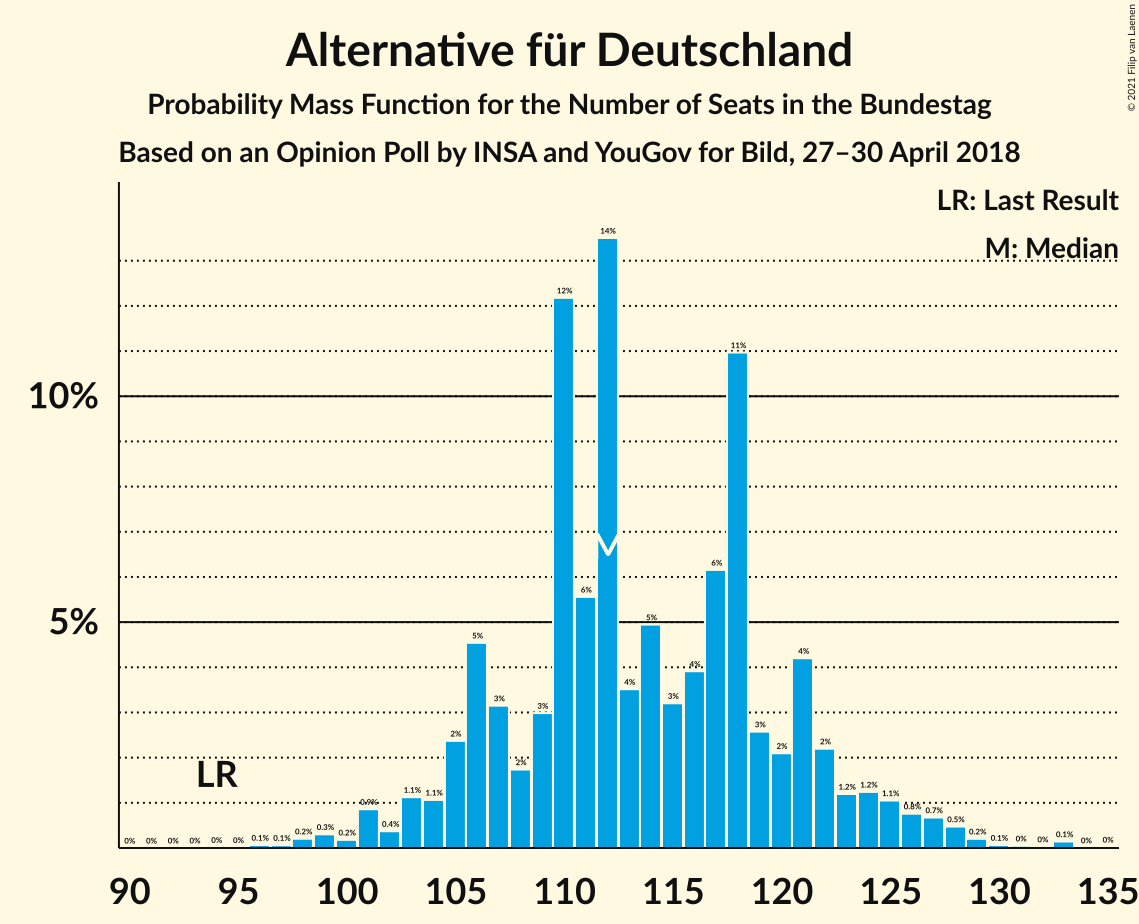 Alternative für Deutschland
Probability Mass Function for the Number of Seats in the Bundestag
Based on an Opinion Poll by INSA and YouGov for Bild, 27–30 April 2018
© 2021 Filip van Laenen
LR: Last Result
M: Median
10%
5%
LR
0% 0% 0% 0% 0% 0% 0.1% 0.1% 0.2% 0.3% 0.2% 0.9% 0.4% 1.1% 1.1% 2% 5% 3% 2% 3% 12% 6% 14% 4% 5% 3% 4% 6% 11% 3% 2% 4% 2% 1.2% 1.2% 1.1% 0.8% 0.7% 0.5% 0.2% 0.1% 0% 0% 0.1% 0% 0%
M
90 95 100 105 110 115 120 125 130 135